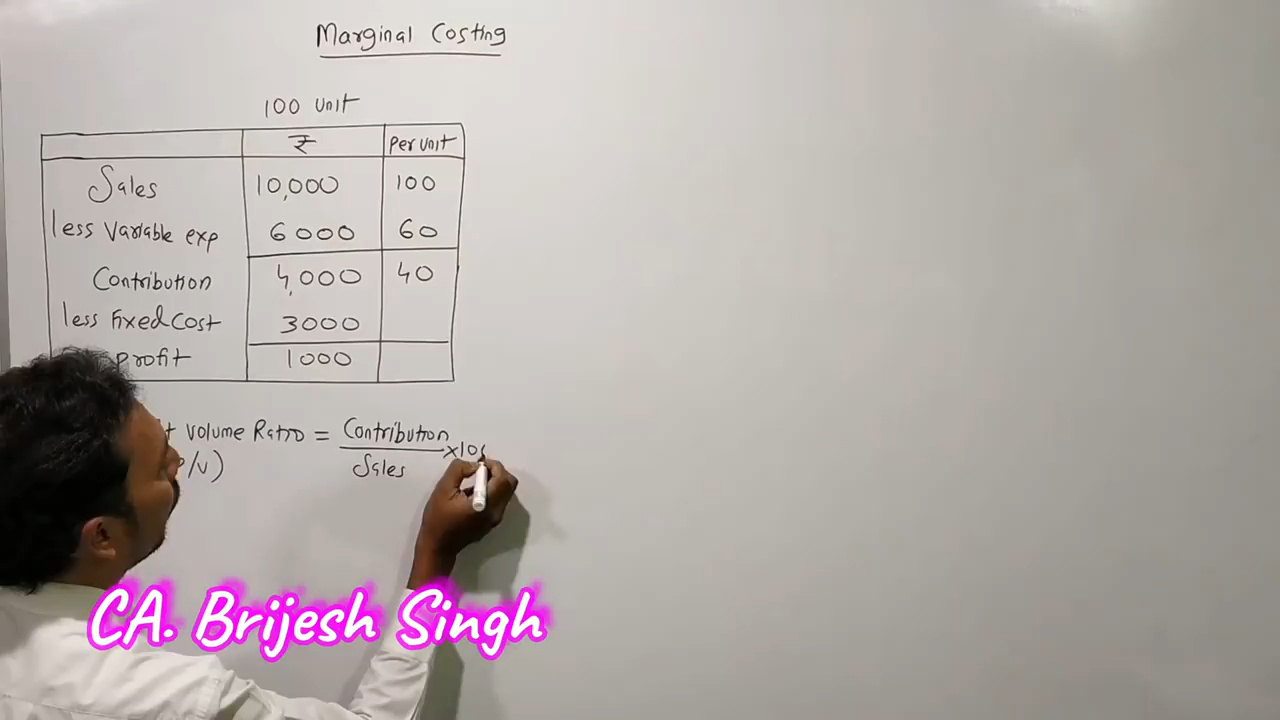 Marginal Costing
100 Unit
₹ Per Unit
Sales 10,000 100
less Variable exp 6000 60
Contribution 4,000 40
less fixed Cost 3000
profit 1000
Volume Ratio = Contribution
Sales ×100
P/V)
CA. Brijesh Singh